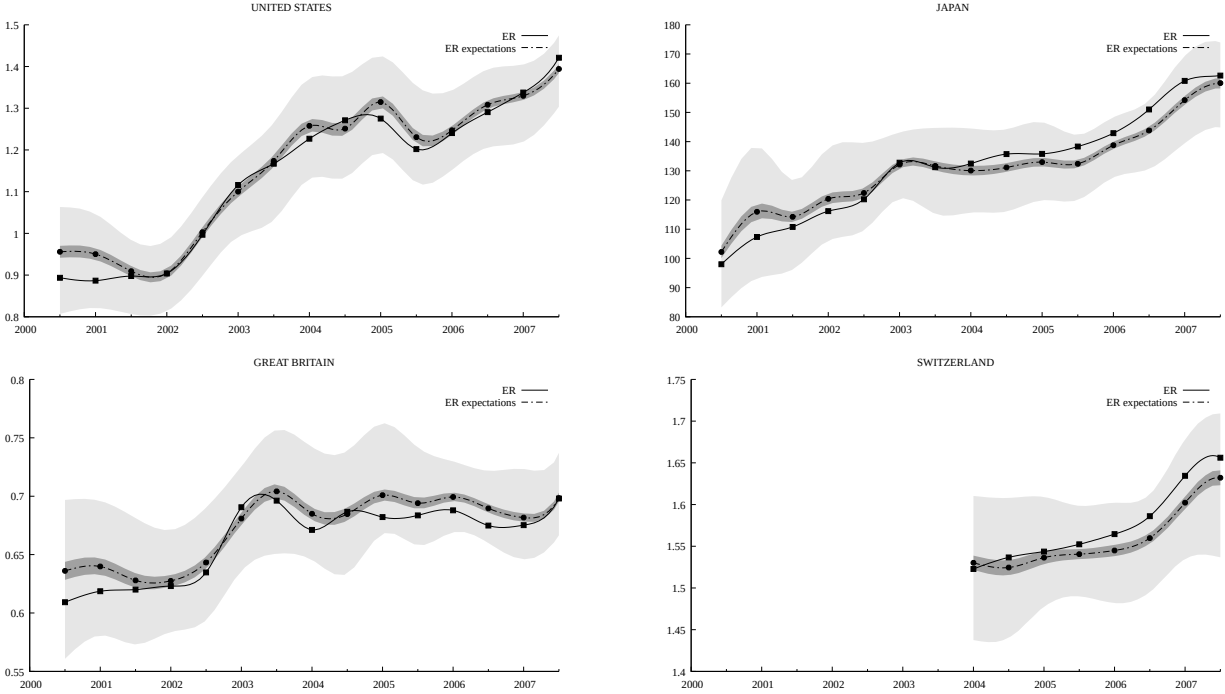 UNITED STATES
1.5
1.4
1.3
1.2
1.1
1
0.9
0.8
2000 2001 2002 2003 2004 2005 2006 2007
ER
ER expectations
JAPAN
180
170
160
150
140
130
120
110
100
90
80
2000 2001 2002 2003 2004 2005 2006 2007
ER
ER expectations
GREAT BRITAIN
0.8
0.75
0.7
0.65
0.6
0.55
2000 2001 2002 2003 2004 2005 2006 2007
ER
ER expectations
SWITZERLAND
1.75
1.7
1.65
1.6
1.55
1.5
1.45
1.4
2000 2001 2002 2003 2004 2005 2006 2007
ER
ER expectations